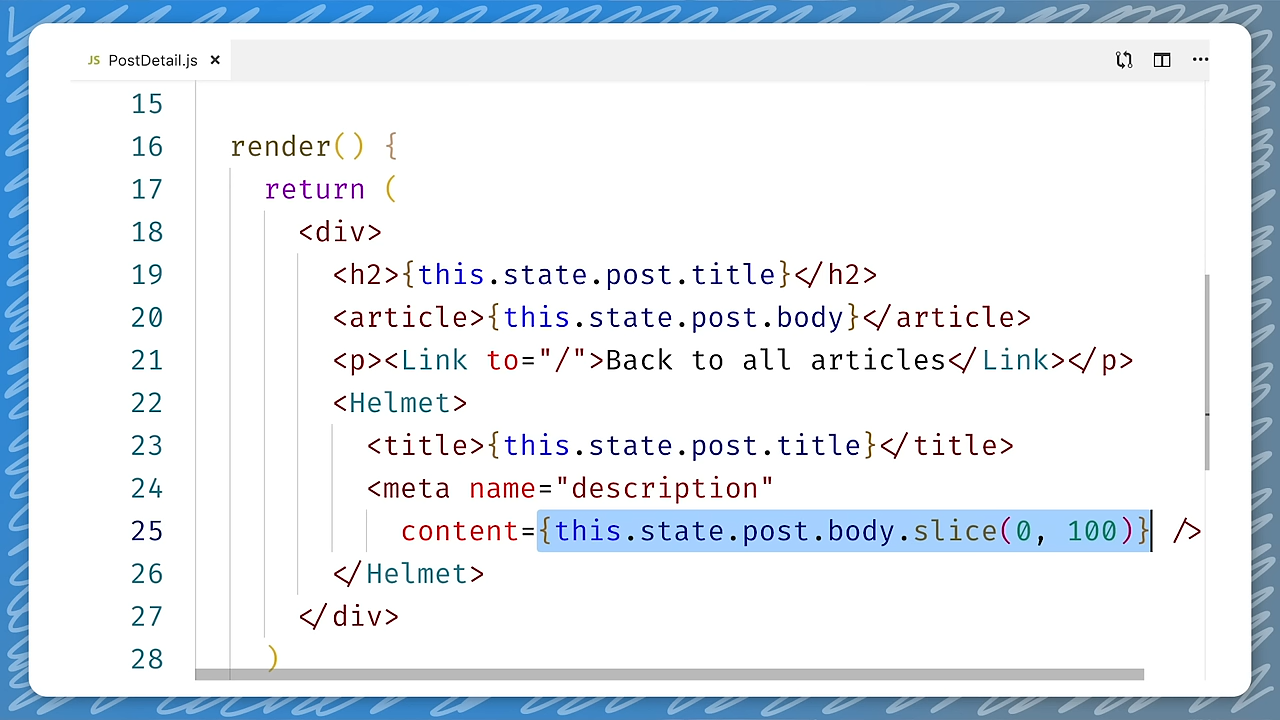 JS PostDetail.js ×
15
16 render() {
17 return (
18 <div>
19 <h2>{this.state.post.title}</h2>
20 <article>{this.state.post.body}</article>
21 <p><Link to="/">Back to all articles</Link></p>
22 <Helmet>
23 <title>{this.state.post.title}</title>
24 <meta name="description"
25 content={this.state.post.body.slice(0, 100)} />
26 </Helmet>
27 </div>
28 )